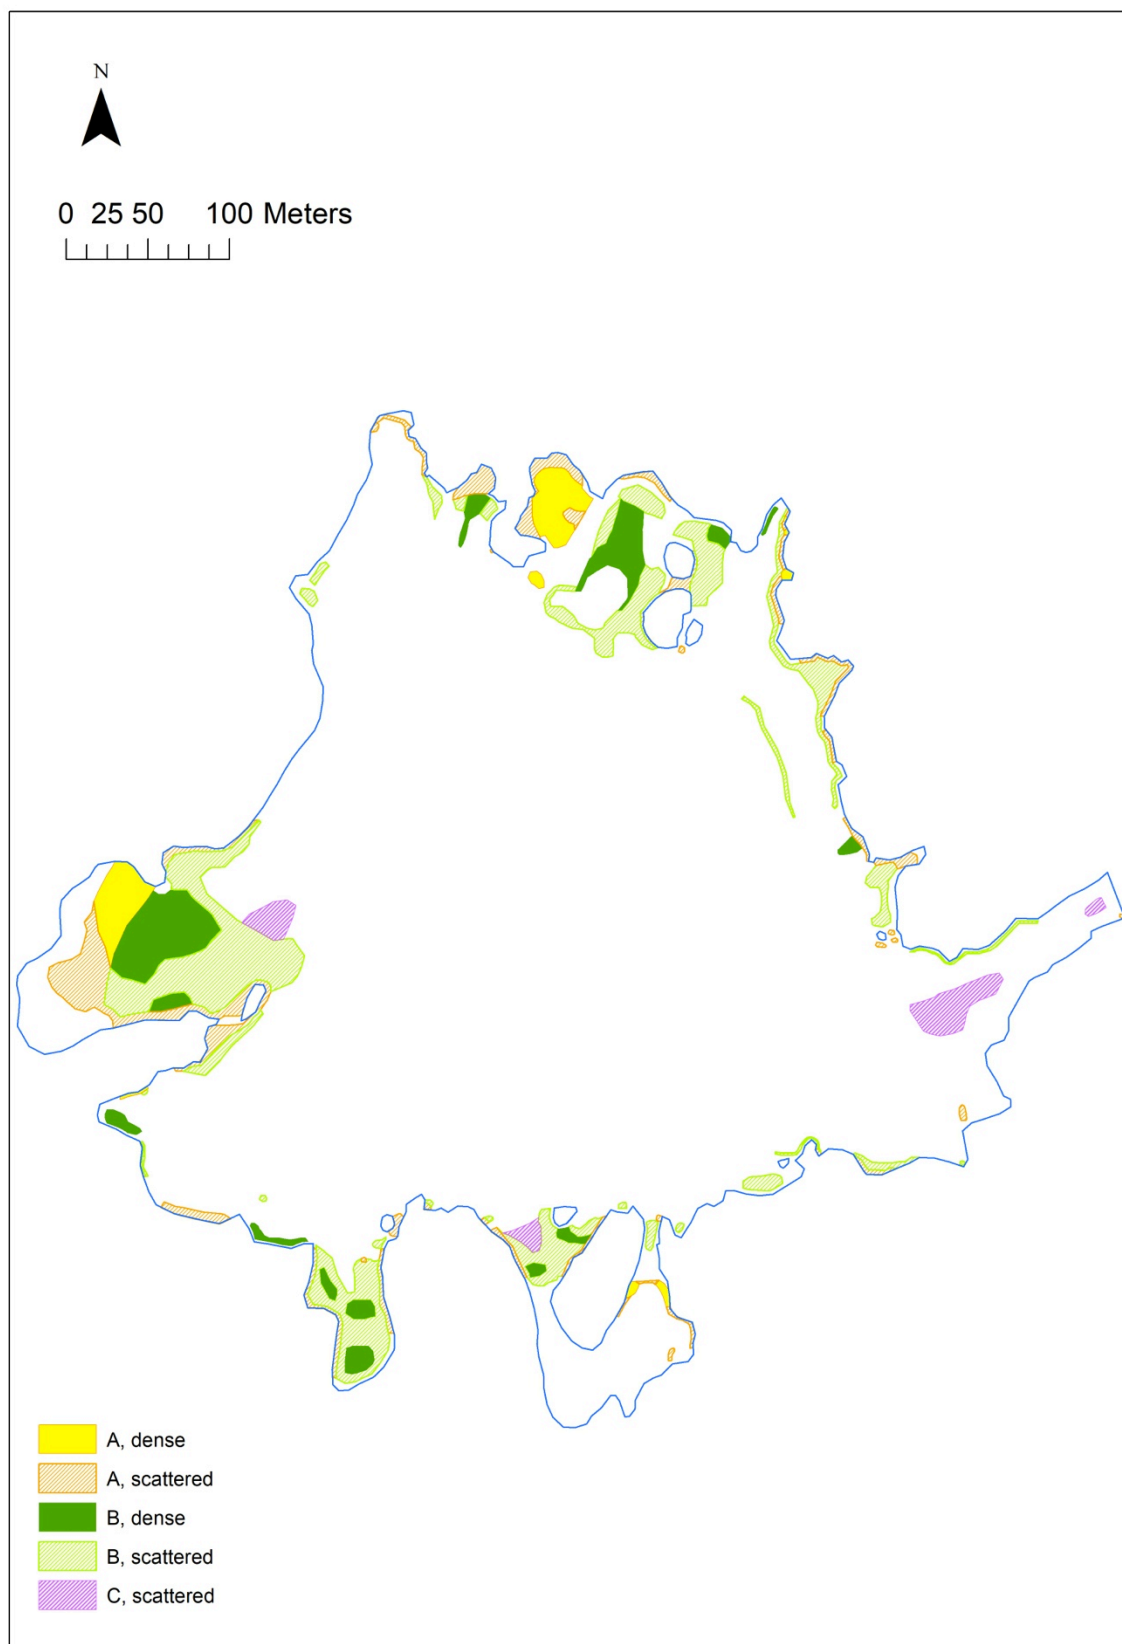 N
0 25 50 100 Meters
A, dense
A, scattered
B, dense
B, scattered
C, scattered